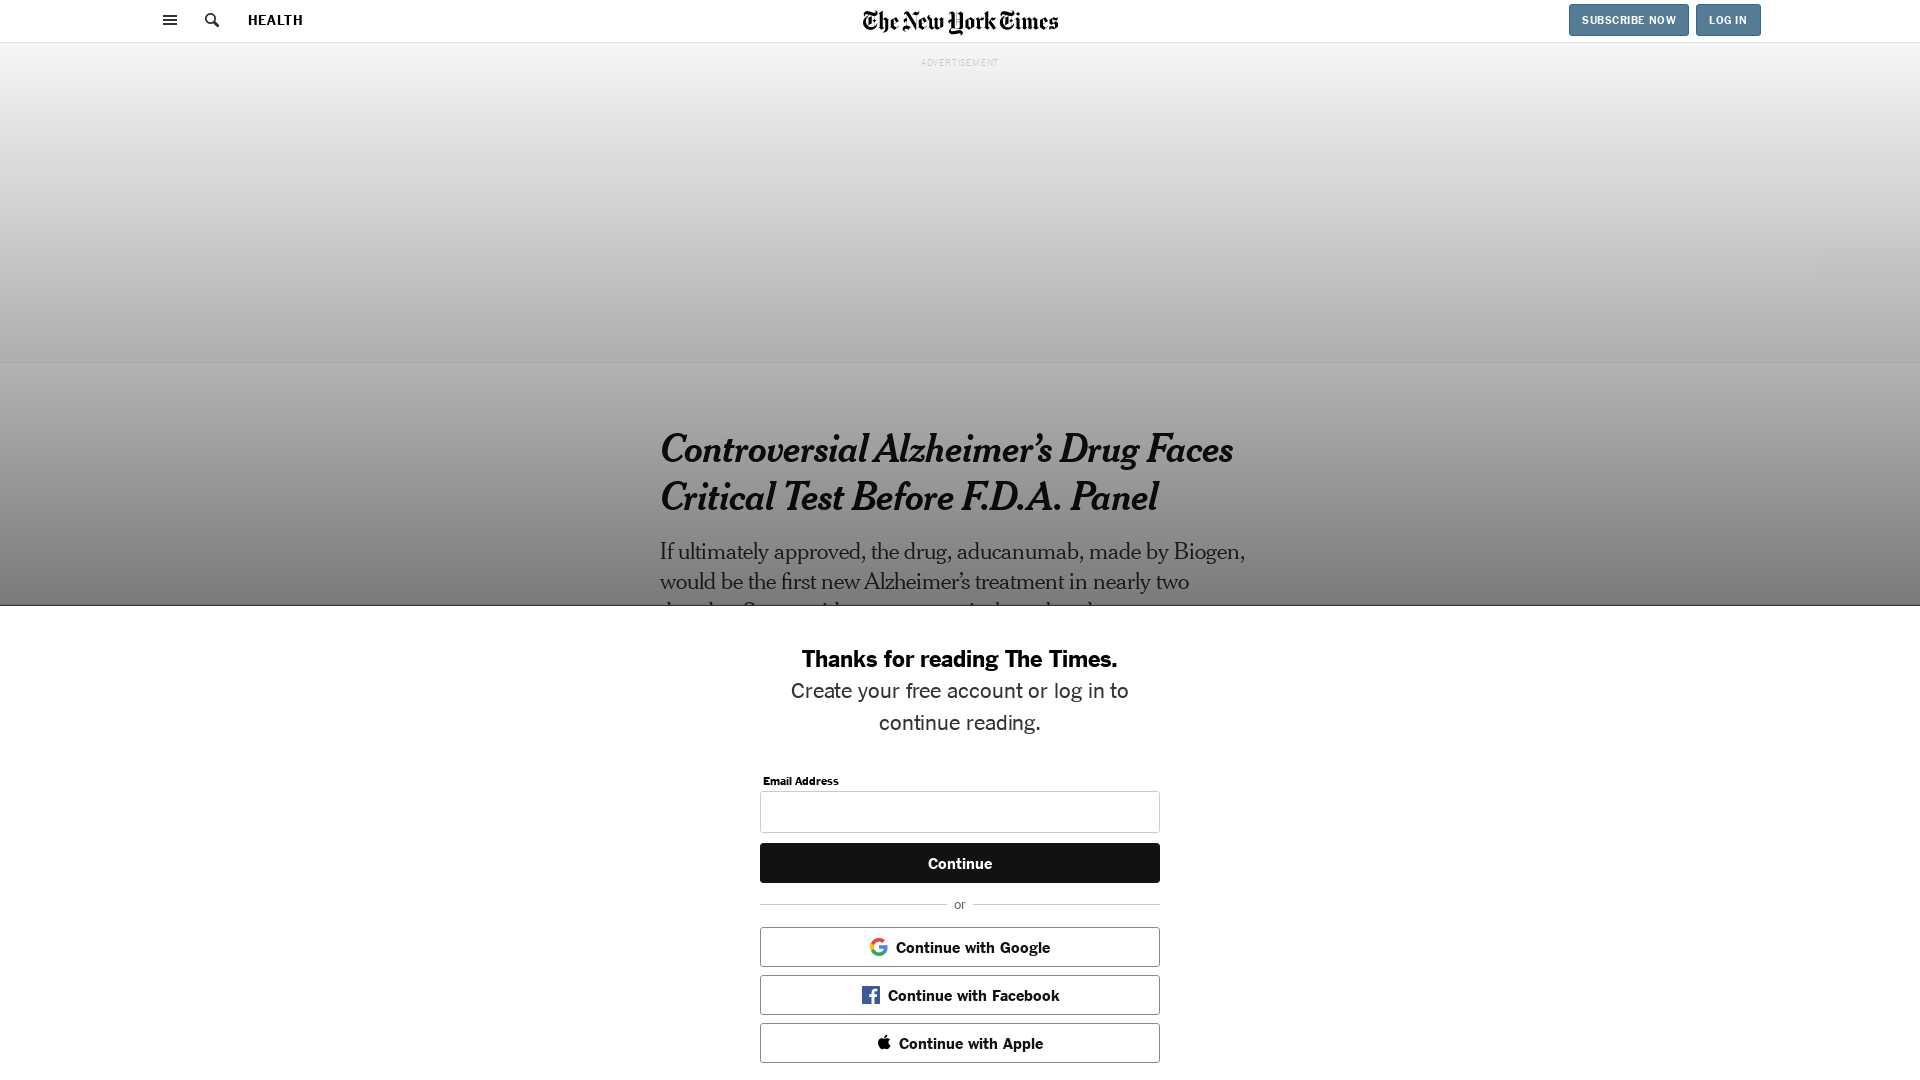 HEALTH
The New York Times
SUBSCRIBE NOW
LOG IN
ADVERTISEMENT
Controversial Alzheimer’s Drug Faces
Critical Test Before F.D.A. Panel
If ultimately approved, the drug, aducanumab, made by Biogen,
would be the first new Alzheimer’s treatment in nearly two
Thanks for reading The Times.
Create your free account or log in to
continue reading.
Email Address
Continue
or
Continue with Google
Continue with Facebook
Continue with Apple